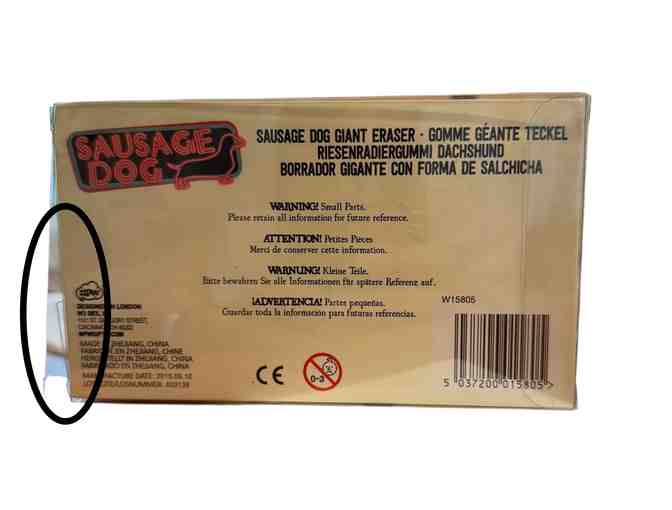 SAUSAGE
DOG
SAUSAGE DOG GIANT ERASER · GOMME GÉANTE TECKEL
RIESENRADIERGUMMI DACHSHUND
BORRADOR GIGANTE CON FORMA DE SALCHICHA
WARNING! Small Parts.
Please retain all information for future reference.
ATTENTION! Petites Pieces
Merci de conserver cette information.
WARNUNG! Kleine Teile.
Bitte bewahren Sie alle Informationen für spätere Referenz auf.
¡ADVERTENCIA! Partes pequeñas.
Guardar toda la información para futuras referencias.
DESIGNED IN LONDON
STREET,
MADE IN ZHEJIANG, CHINA
FABRIQUÉ EN ZHEJIANG, CHINE
HERGESTELLT IN ZHEJIANG, CHINA
FABRICADO EN ZHEJIANG, CHINA
MANUFACTURE DATE: 2015.09.10
CE
0-3
W15805
5 037200 015805 >